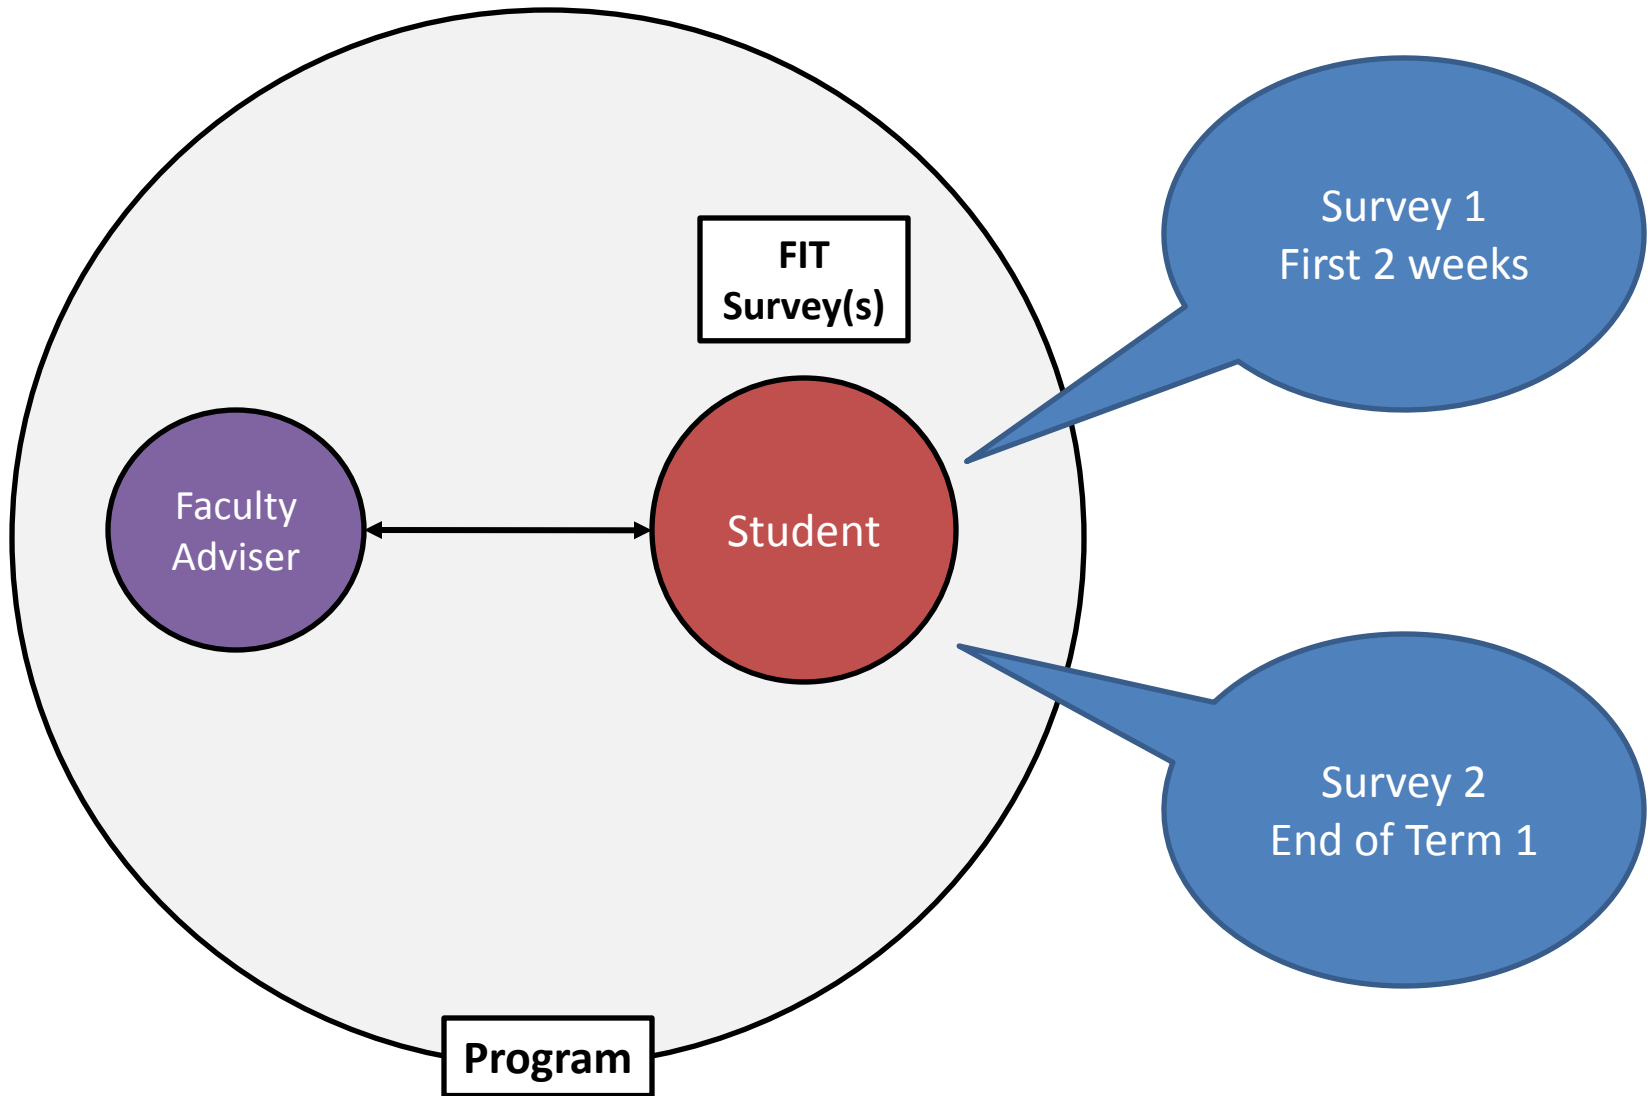 FIT
Survey(s)
Survey 1
First 2 weeks
Faculty
Adviser
Student
Survey 2
End of Term 1
Program